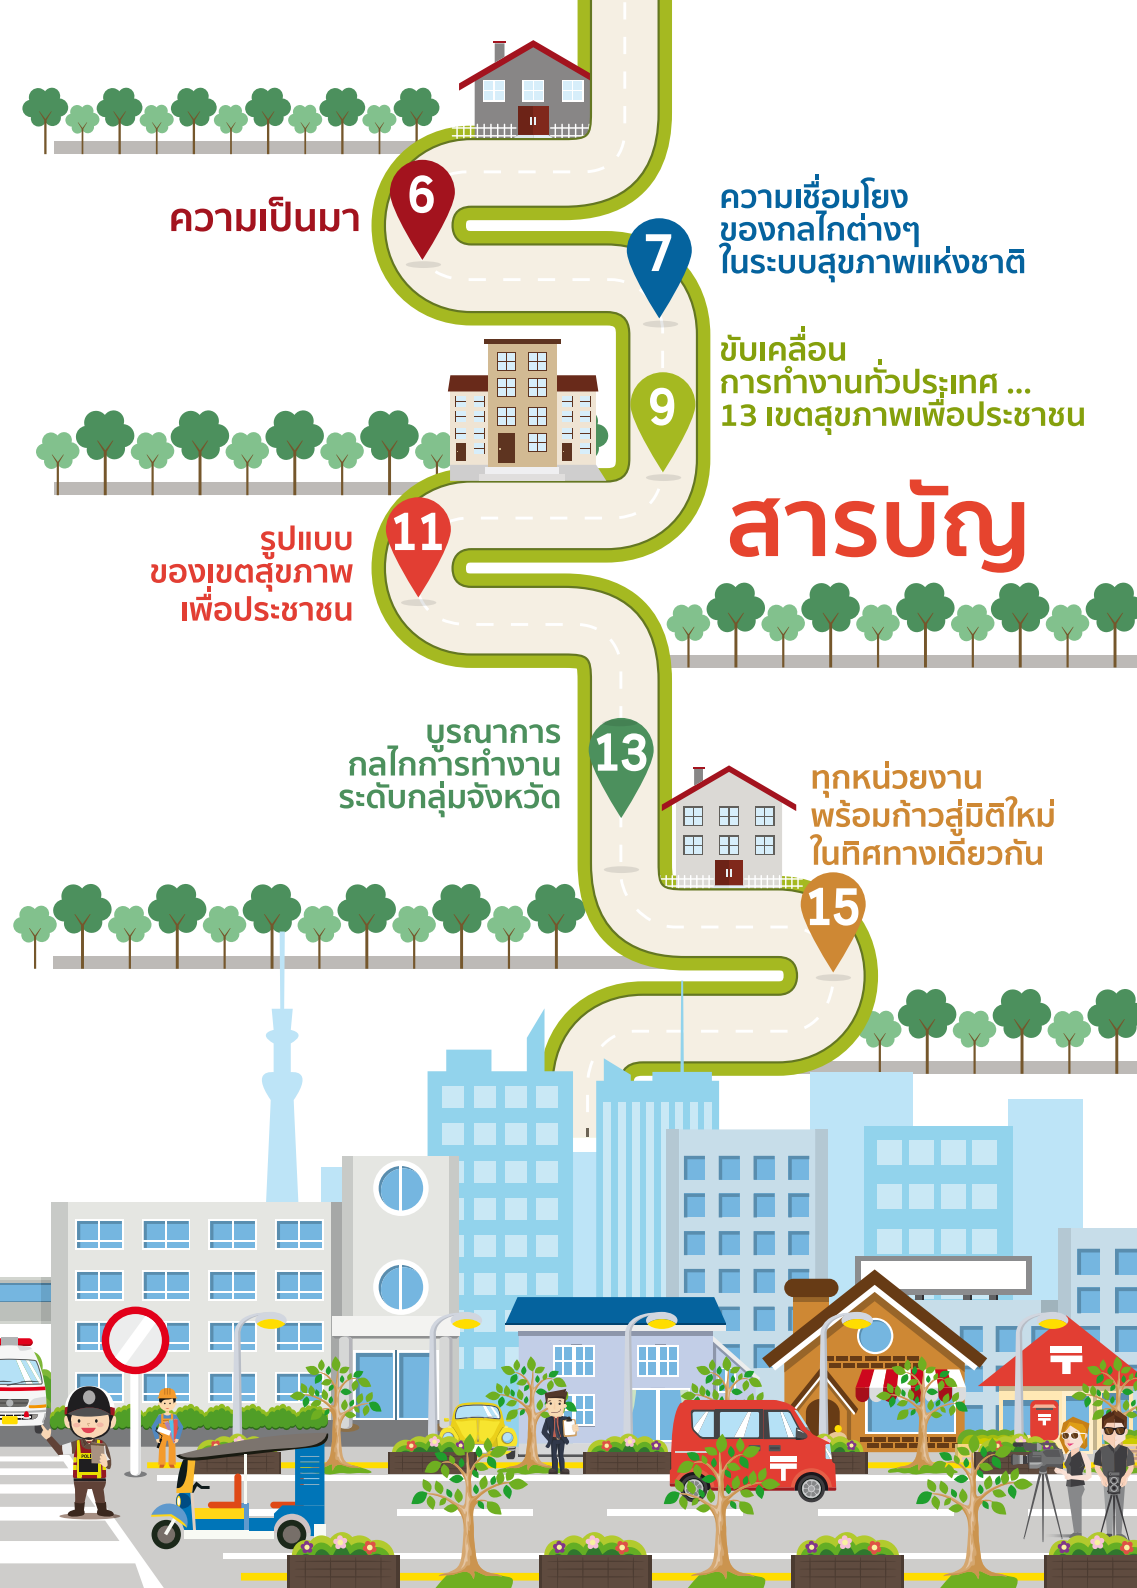 6
ความเป็นมา
7
ความเชื่อมโยง
ของกลไกต่างๆ
ในระบบสุขภาพแห่งชาติ
9
ขับเคลื่อน
การทำงานทั่วประเทศ ...
13 เขตสุขภาพเพื่อประชาชน
สารบัญ
11
รูปแบบ
ของเขตสุขภาพ
เพื่อประชาชน
13
บูรณาการ
กลไกการทำงาน
ระดับกลุ่มจังหวัด
ทุกหน่วยงาน
พร้อมก้าวสู่มิติใหม่
ในทิศทางเดียวกัน
15